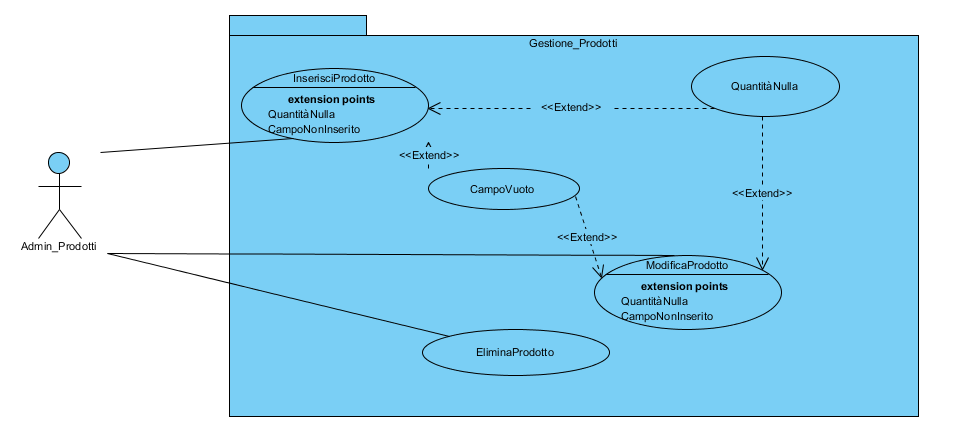 Gestione_Prodotti
InserisciProdotto
extension points
QuantitàNulla
CampoNonInserito
QuantitàNulla
<<Extend>>
<<Extend>>
CampoVuoto
<<Extend>>
<<Extend>>
Admin_Prodotti
ModificaProdotto
extension points
QuantitàNulla
CampoNonInserito
EliminaProdotto